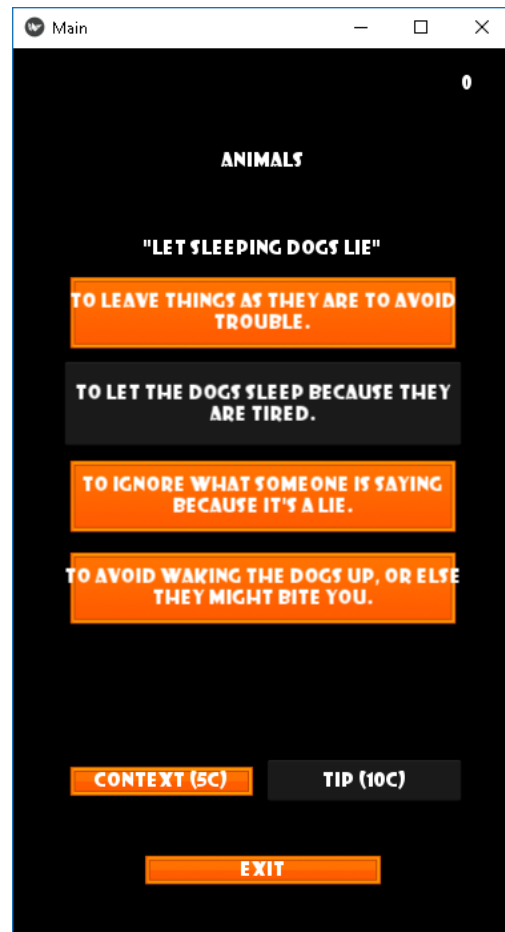 Main
0
ANIMALS
"LET SLEEPING DOGS LIE"
TO LEAVE THINGS AS THEY ARE TO AVOID
TROUBLE.
TO LET THE DOGS SLEEP BECAUSE THEY
ARE TIRED.
TO IGNORE WHAT SOMEONE IS SAYING
BECAUSE IT'S A LIE.
TO AVOID WAKING THE DOGS UP, OR ELSE
THEY MIGHT BITE YOU.
CONTEXT (5C) TIP (10C)
EXIT